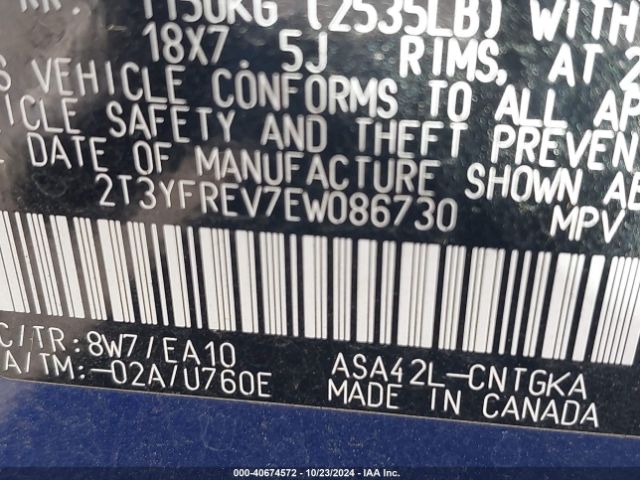 RR: 1150KG (2535LB) WITH
18X7.5J RIMS, AT 2
VEHICLE CONFORMS TO ALL AP
ICLE SAFETY AND THEFT PREVEN
DATE OF MANUFACTURE SHOWN AB
2T3YFREV7EW086730 MPV
C/TR: 8W7/EA10
A/TM:-02A/U760E
ASA42L-CNTGKA
MADE IN CANADA
000-40674572 - 10/23/2024 - IAA Inc.